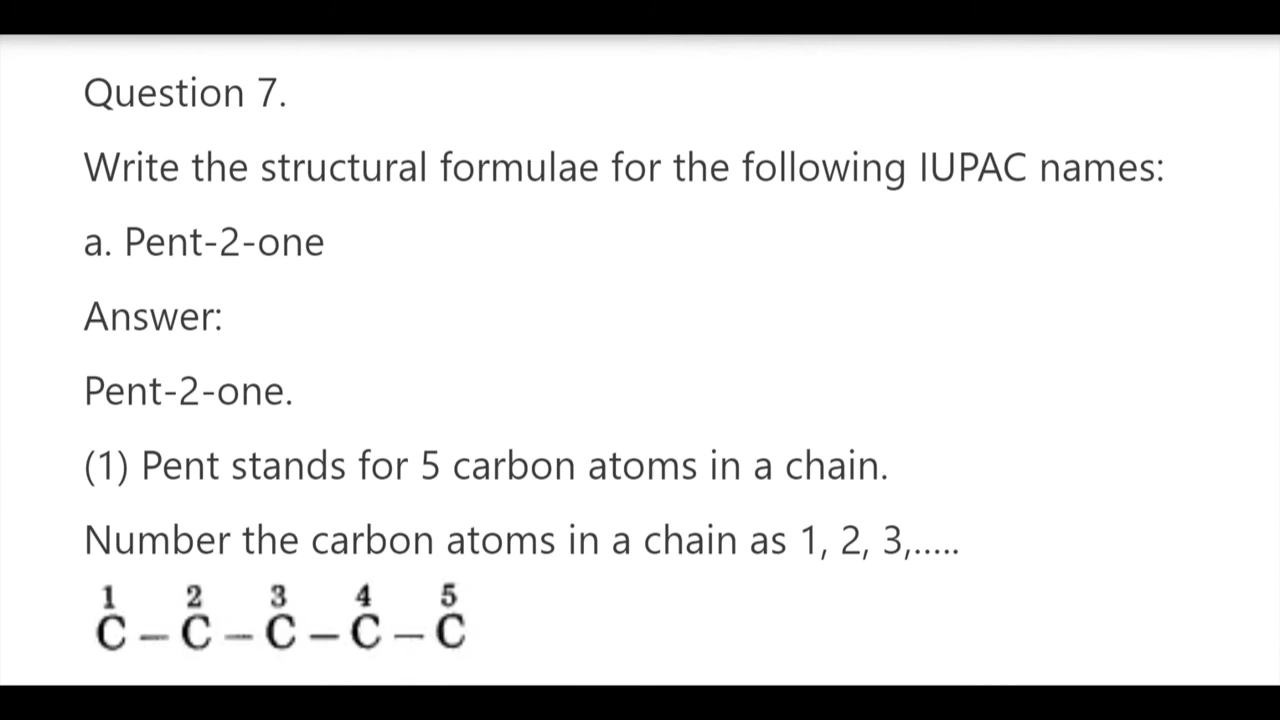 Question 7.
Write the structural formulae for the following IUPAC names:
a. Pent-2-one
Answer:
Pent-2-one.
(1) Pent stands for 5 carbon atoms in a chain.
Number the carbon atoms in a chain as 1, 2, 3,.....
1 2 3 4 5
C – C – C – C – C